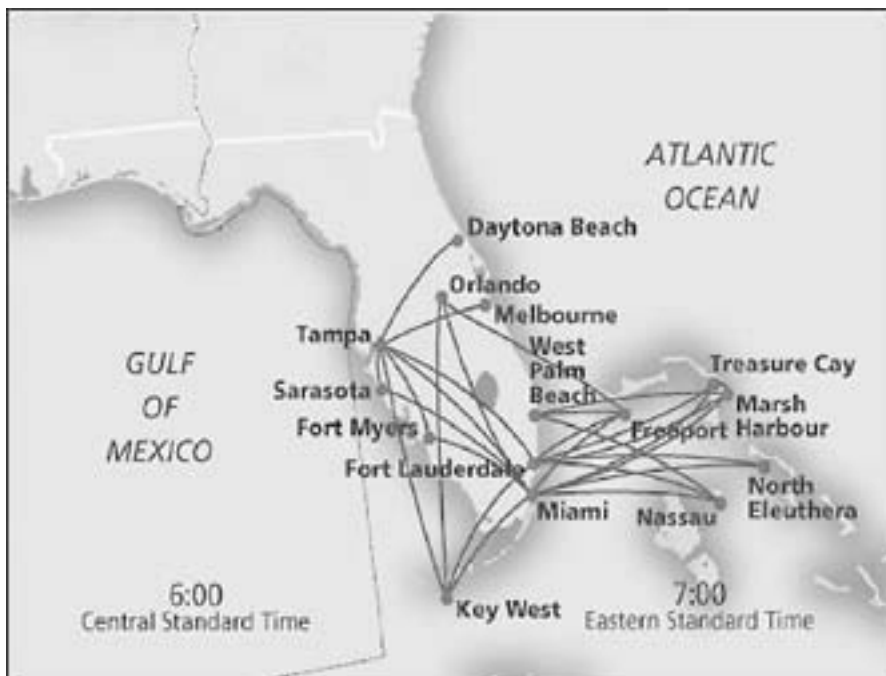 ATLANTIC
OCEAN
Daytona Beach
Orlando
Melbourne
Tampa
West
Palm
Beach
Treasure Cay
GULF
OF
MEXICO
Sarasota
Marsh
Harbour
Fort Myers
Freeport
Fort Lauderdale
North
Eleuthera
Miami
Nassau
6:00
Central Standard Time
Key West
7:00
Eastern Standard Time